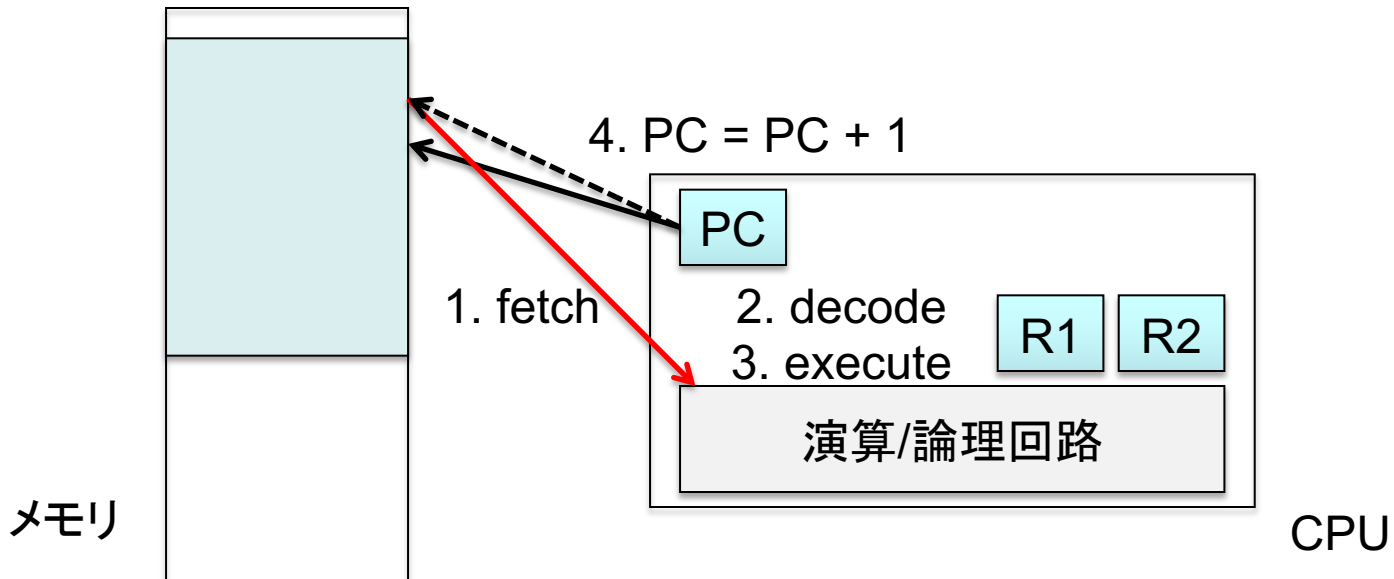 4. PC = PC + 1
PC
1. fetch
2. decode
3. execute
R1
R2
演算/論理回路
メモリ
CPU